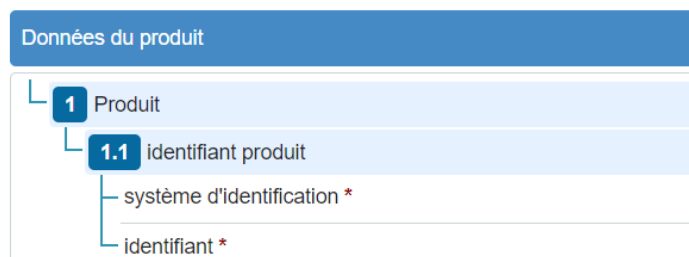 Données du produit
1 Produit
1.1 identifiant produit
système d'identification *
identifiant *